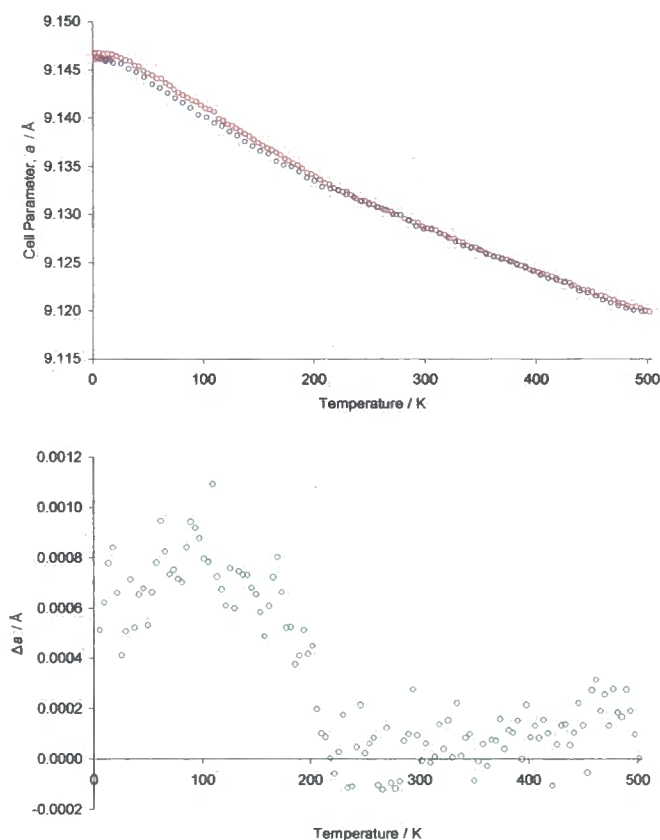 9.150
9.145
9.140
9.135
9.130
9.125
9.120
9.115
Cell Parameter, a / Å
0 100 200 300 400 500
Temperature / K
0.0012
0.0010
0.0008
0.0006
0.0004
0.0002
0.0000
-0.0002
Δa / Å
0 100 200 300 400 500
Temperature / K